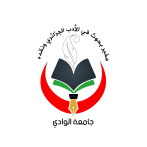 مخبر بحوث في الأدب الجزائري ونقده
جامعة الوادي